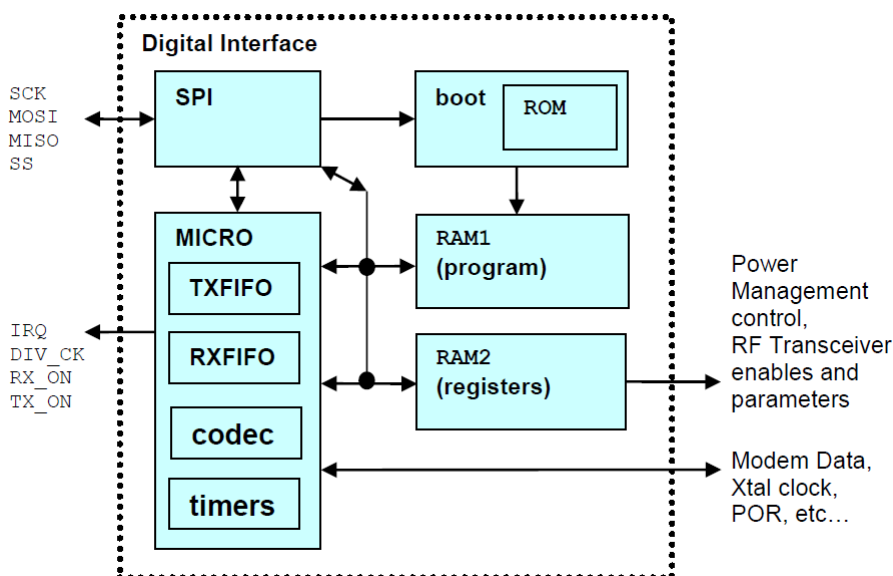 Digital Interface
SCK
MOSI
MISO
SS
SPI
boot
ROM
MICRO
TXFIFO
RXFIFO
codec
timers
RAM1
(program)
RAM2
(registers)
IRQ
DIV_CK
RX_ON
TX_ON
Power
Management
control,
RF Transceiver
enables and
parameters
Modem Data,
Xtal clock,
POR, etc…